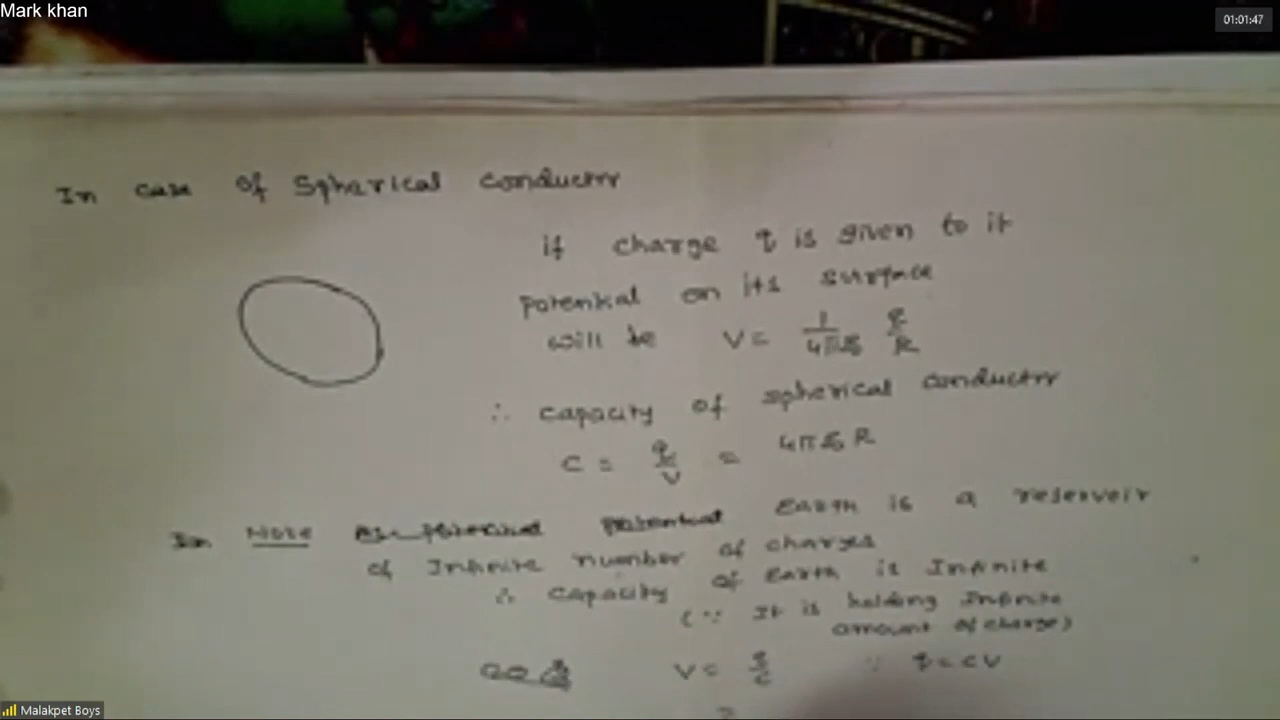 Mark khan
01:01:47
In case of Spherical conductor
if charge q is given to it
potential on its surface
will be V = 1/4πε₀ q/R
∴ capacity of spherical conductor
C = q/V = 4πε₀ R
Note potential Earth is a reservoir
of Infinite number of charges
∴ capacity of Earth is Infinite
(∵ It is holding Infinite
amount of charge)
V = q/C ∵ q = CV
Malakpet Boys